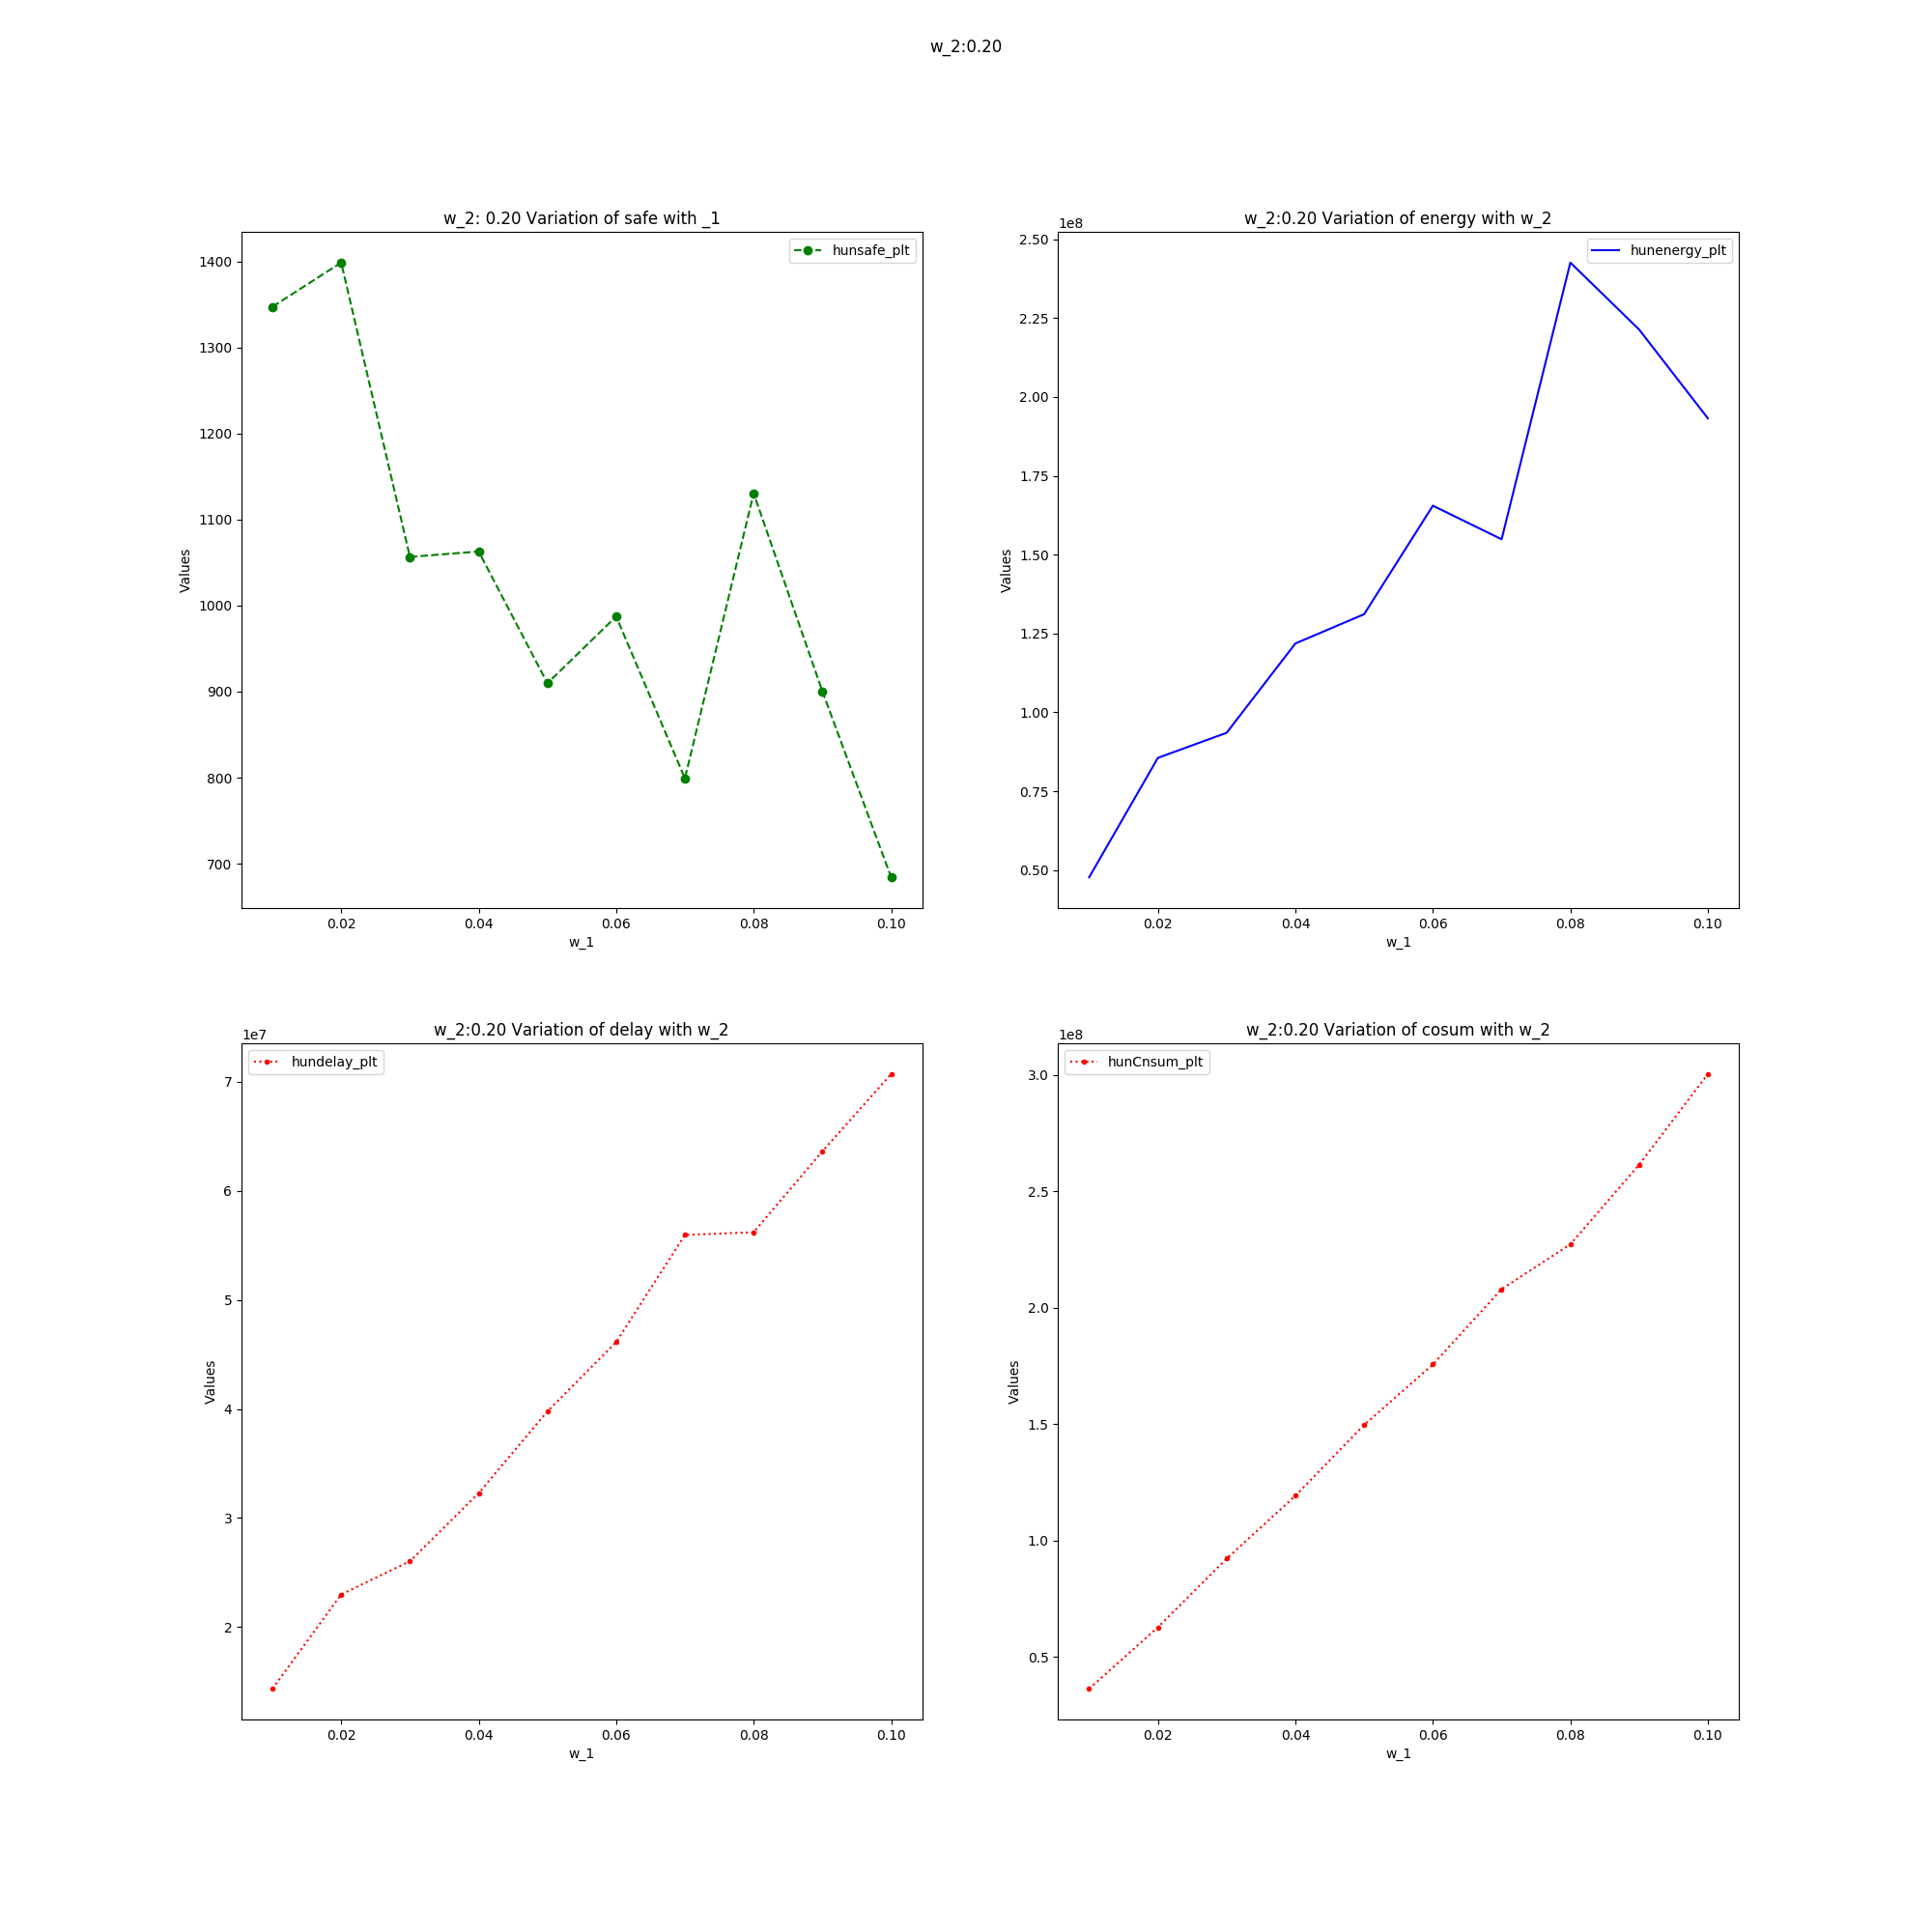 w_2:0.20
w_2: 0.20 Variation of safe with _1
hunsafe_plt
1400
1300
1200
1100
1000
900
800
700
Values
0.02 0.04 0.06 0.08 0.10
w_1
w_2:0.20 Variation of energy with w_2
1e8
hunenergy_plt
2.50
2.25
2.00
1.75
1.50
1.25
1.00
0.75
0.50
Values
0.02 0.04 0.06 0.08 0.10
w_1
w_2:0.20 Variation of delay with w_2
1e7
hundelay_plt
7
6
5
4
3
2
Values
0.02 0.04 0.06 0.08 0.10
w_1
w_2:0.20 Variation of cosum with w_2
1e8
hunCnsum_plt
3.0
2.5
2.0
1.5
1.0
0.5
Values
0.02 0.04 0.06 0.08 0.10
w_1